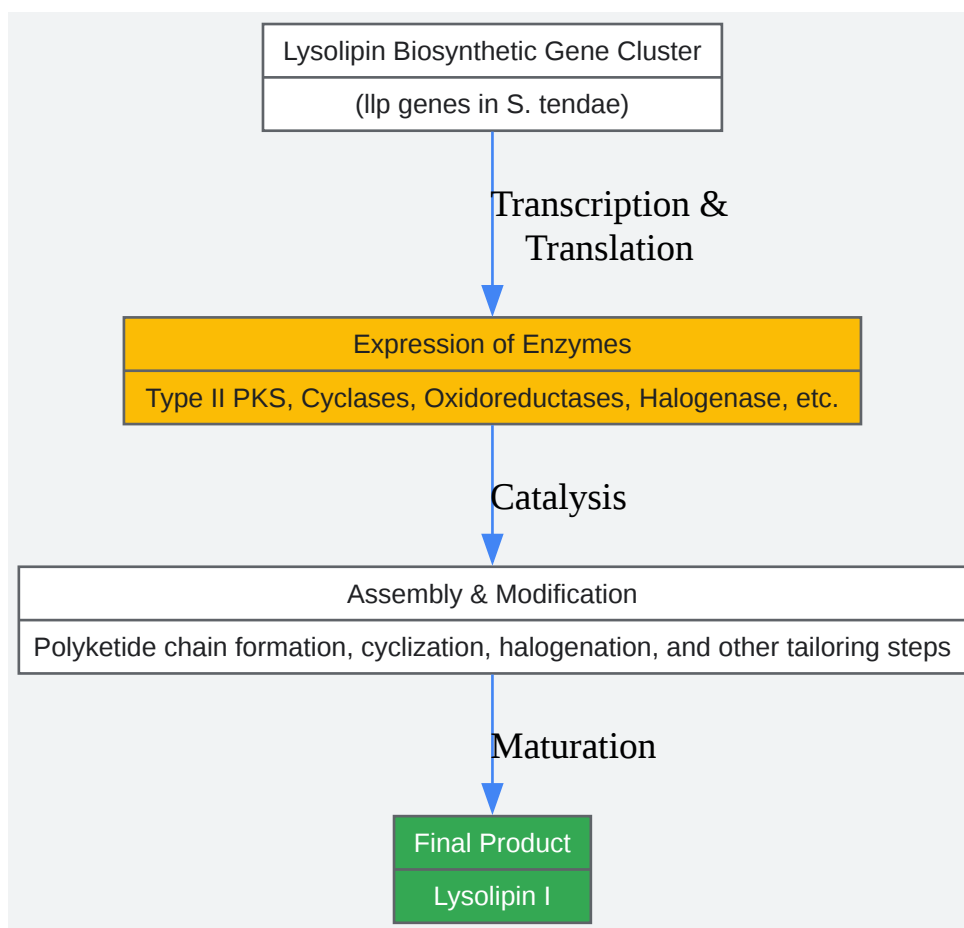 Lysolipin Biosynthetic Gene Cluster
(llp genes in S. tendae)
Transcription &
Translation
Expression of Enzymes
Type II PKS, Cyclases, Oxidoreductases, Halogenase, etc.
Catalysis
Assembly & Modification
Polyketide chain formation, cyclization, halogenation, and other tailoring steps
Maturation
Final Product
Lysolipin I